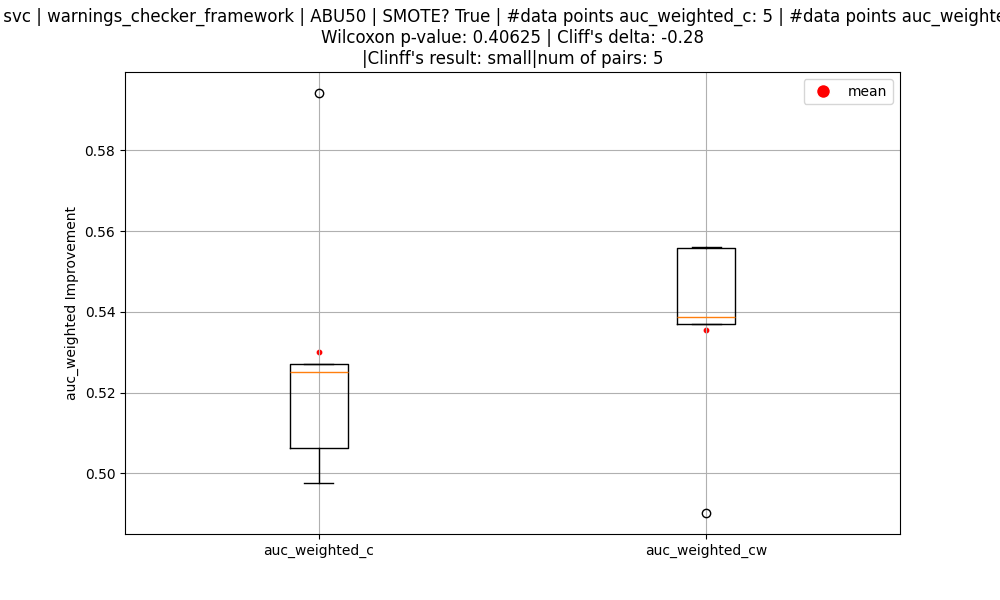 svc | warnings_checker_framework | ABU50 | SMOTE? True | #data points auc_weighted_c: 5 | #data points
Wilcoxon p-value: 0.40625 | Cliff's delta: -0.28
|Clinff's result: small|num of pairs: 5
mean
0.58
0.56
0.54
0.52
0.50
auc_weighted Improvement
auc_weighted_c
auc_weighted_cw